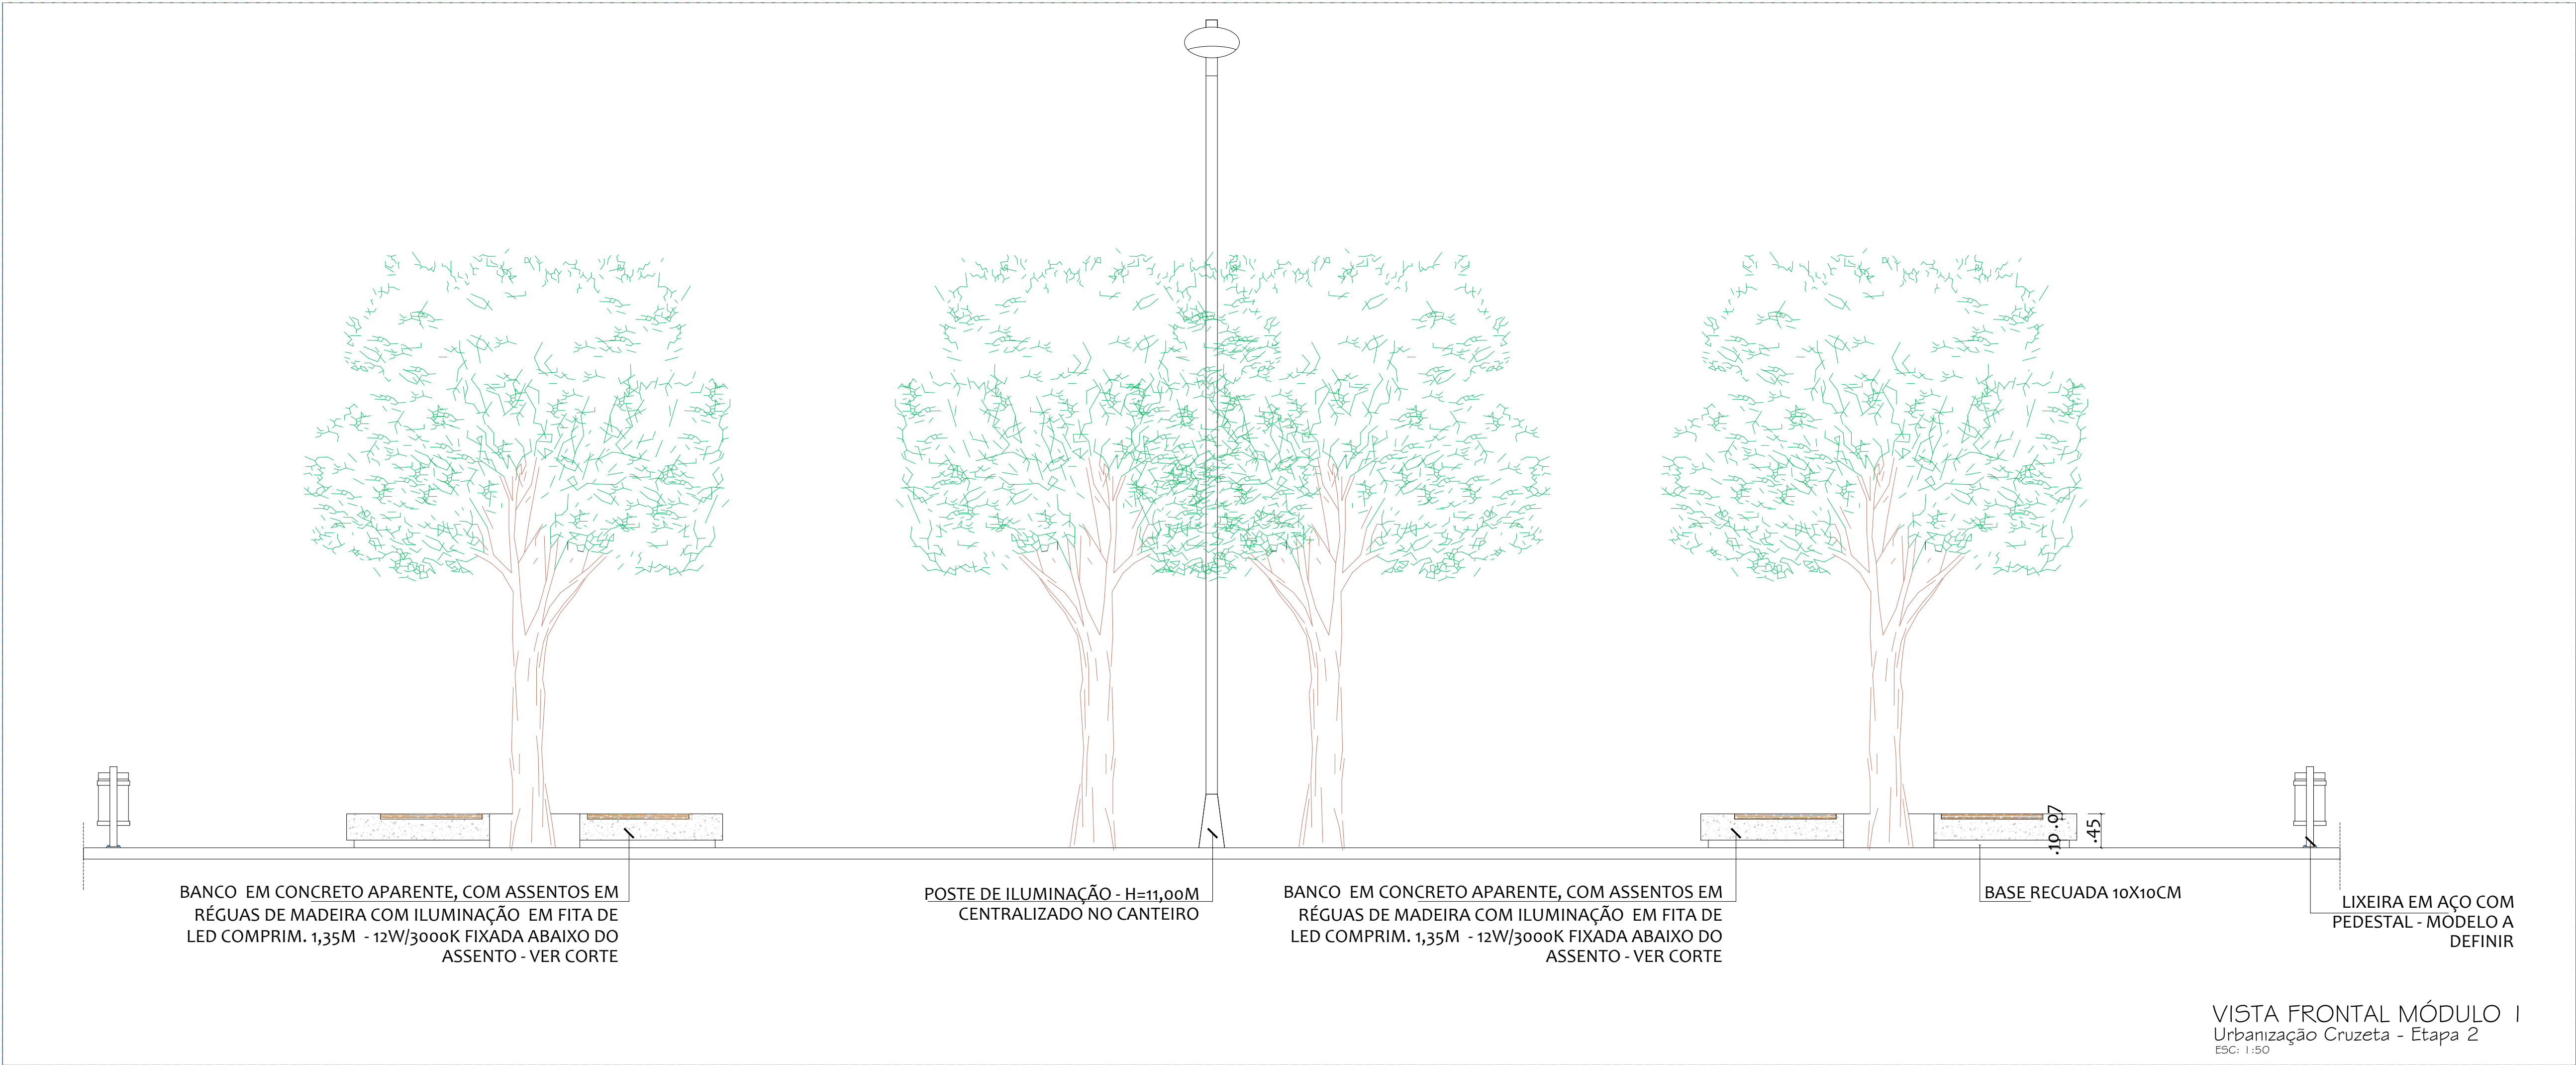 .10 .07
.45
BANCO EM CONCRETO APARENTE, COM ASSENTOS EM
RÉGUAS DE MADEIRA COM ILUMINAÇÃO EM FITA DE
LED COMPRIM. 1,35M - 12W/3000K FIXADA ABAIXO DO
ASSENTO - VER CORTE
POSTE DE ILUMINAÇÃO - H=11,00M
CENTRALIZADO NO CANTEIRO
BANCO EM CONCRETO APARENTE, COM ASSENTOS EM
RÉGUAS DE MADEIRA COM ILUMINAÇÃO EM FITA DE
LED COMPRIM. 1,35M - 12W/3000K FIXADA ABAIXO DO
ASSENTO - VER CORTE
BASE RECUADA 10X10CM
LIXEIRA EM AÇO COM
PEDESTAL - MODELO A
DEFINIR
VISTA FRONTAL MÓDULO 1
Urbanização Cruzeta - Etapa 2
ESC: 1:50